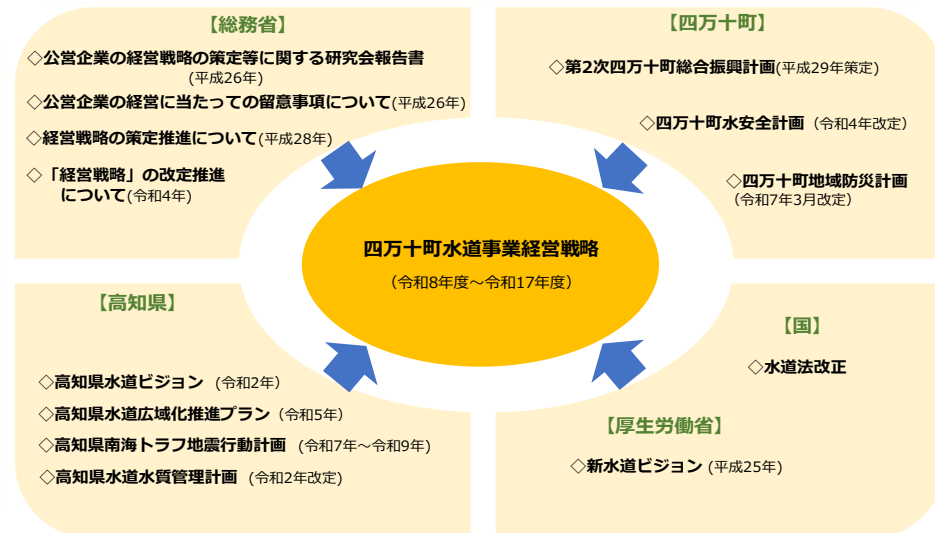 【総務省】
◇公営企業の経営戦略の策定等に関する研究会報告書
(平成26年)
◇公営企業の経営に当たっての留意事項について(平成26年)
◇経営戦略の策定推進について(平成28年)
◇「経営戦略」の改定推進
について(令和4年)
【四万十町】
◇第2次四万十町総合振興計画(平成29年策定)
◇四万十町水安全計画（令和4年改定）
◇四万十町地域防災計画
（令和7年3月改定）
四万十町水道事業経営戦略
（令和8年度～令和17年度）
【高知県】
◇高知県水道ビジョン（令和2年）
◇高知県水道広域化推進プラン（令和5年）
◇高知県南海トラフ地震行動計画 (令和7年～令和9年)
◇高知県水道水質管理計画 (令和2年改定)
【国】
◇水道法改正
【厚生労働省】
◇新水道ビジョン (平成25年)